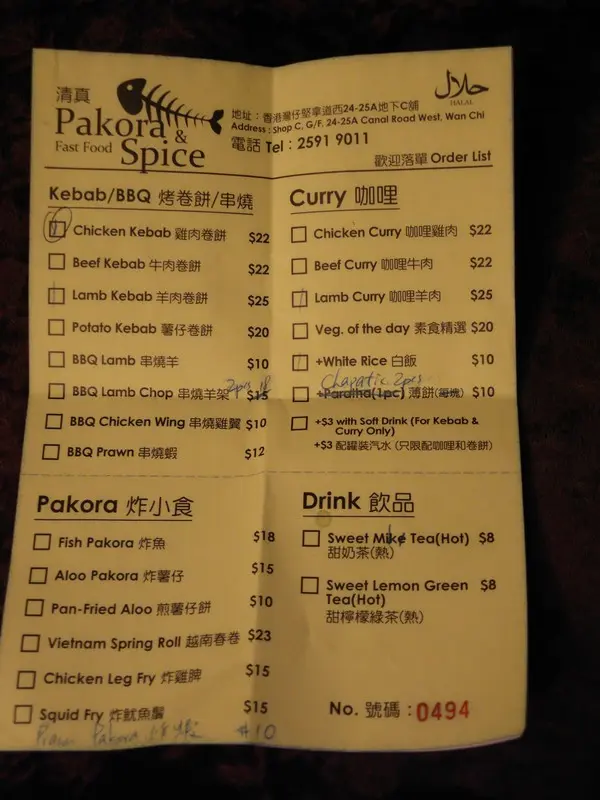 清真
Pakora &
Fast Food Spice
地址：香港灣仔堅拿道西24-25A地下C舖
Address : Shop C, G/F, 24-25A Canal Road West, Wan Chi
電話 Tel : 2591 9011
حلال
HALAL
歡迎落單 Order List
Kebab/BBQ 烤卷餅/串燒
Chicken Kebab 雞肉卷餅 $22
Beef Kebab 牛肉卷餅 $22
Lamb Kebab 羊肉卷餅 $25
Potato Kebab 薯仔卷餅 $20
BBQ Lamb 串燒羊 $10
2pcs
BBQ Lamb Chop 串燒羊架 $15
BBQ Chicken Wing 串燒雞翼 $10
BBQ Prawn 串燒蝦 $12
Curry 咖哩
Chicken Curry 咖哩雞肉 $22
Beef Curry 咖哩牛肉 $22
Lamb Curry 咖哩羊肉 $25
Veg. of the day 素食精選 $20
+White Rice 白飯 $10
Chapatie 2pcs
+Paratha(1pc) 薄餅(每塊) $10
+$3 with Soft Drink (For Kebab &
Curry Only)
+$3 配罐裝汽水 (只限配咖哩和卷餅)
Pakora 炸小食
Fish Pakora 炸魚 $18
Aloo Pakora 炸薯仔 $15
Pan-Fried Aloo 煎薯仔餅 $10
Vietnam Spring Roll 越南春卷 $23
Chicken Leg Fry 炸雞脾 $15
Squid Fry 炸魷魚鬚 $15
Prawn Pakora $10
Drink 飲品
Sweet Milke Tea(Hot) $8
甜奶茶(熱)
Sweet Lemon Green $8
Tea(Hot)
甜檸檬綠茶(熱)
No. 號碼 : 0494